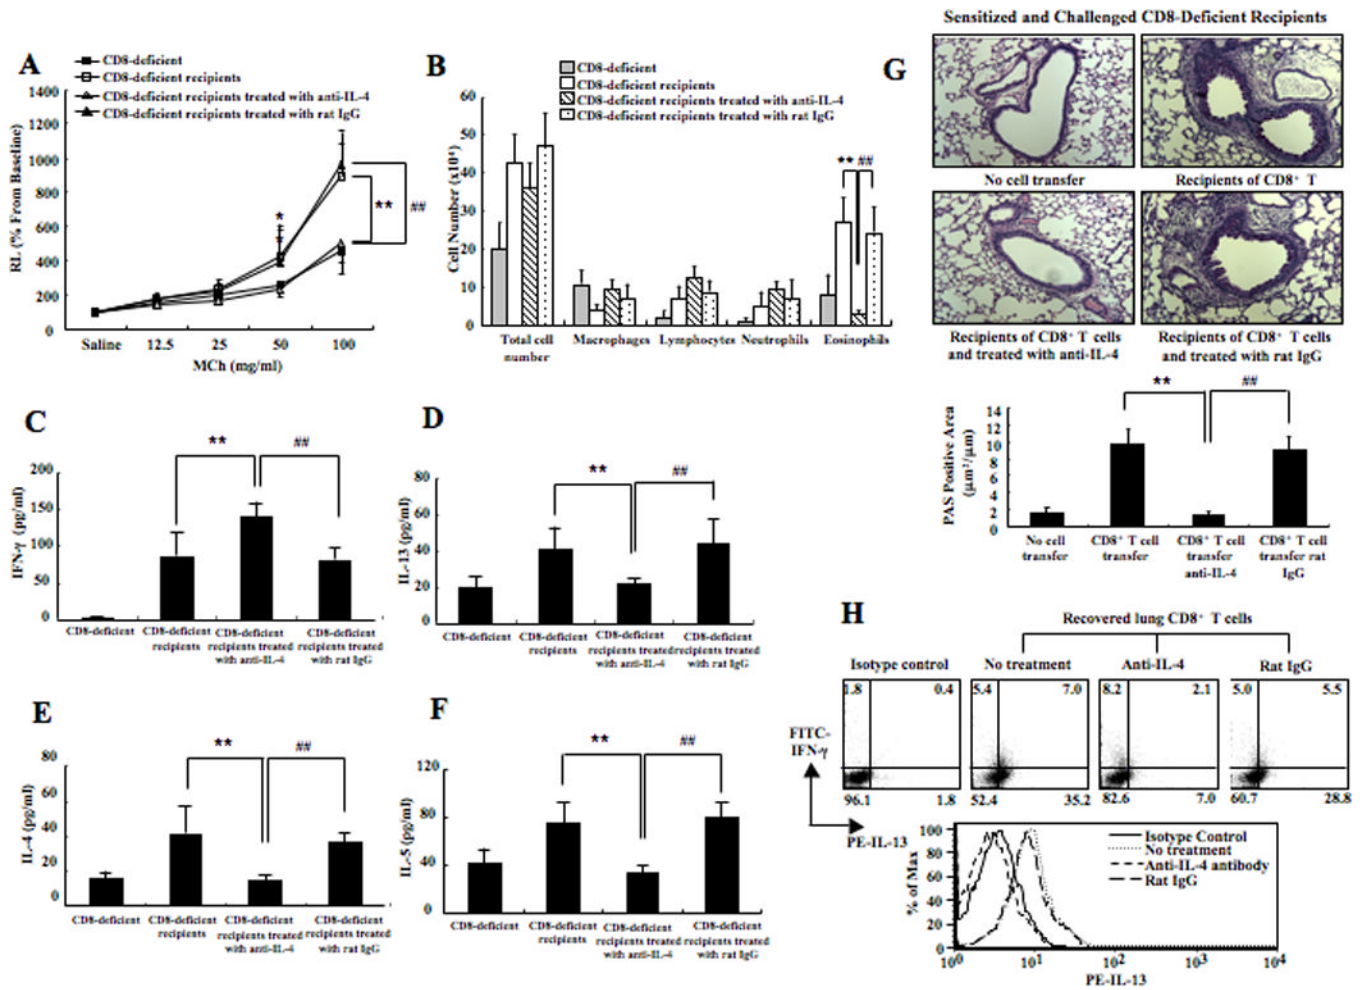 Sensitized and Challenged CD8-Deficient Recipients
A
CD8-deficient
CD8-deficient recipients
CD8-deficient recipients treated with anti-IL-4
CD8-deficient recipients treated with rat IgG
RL (% From Baseline)
1400
1200
1000
800
600
400
200
0
*
**
##
Saline 12.5 25 50 100
MCh (mg/ml)
B
CD8-deficient
CD8-deficient recipients
CD8-deficient recipients treated with anti-IL-4
CD8-deficient recipients treated with rat IgG
Cell Number (x10⁴)
60
50
40
30
20
10
0
** ##
Total cell number
Macrophages
Lymphocytes
Neutrophils
Eosinophils
G
No cell transfer
Recipients of CD8⁺ T
Recipients of CD8⁺ T cells
and treated with anti-IL-4
Recipients of CD8⁺ T cells
and treated with rat IgG
PAS Positive Area
(μm²/μm)
14
12
10
8
6
4
2
0
** ##
No cell
transfer
CD8⁺ T cell
transfer
CD8⁺ T cell
transfer
anti-IL-4
CD8⁺ T cell
transfer rat
IgG
C
IFN-γ (pg/ml)
200
150
100
50
0
** ##
CD8-deficient
CD8-deficient
recipients
CD8-deficient
recipients treated
with anti-IL-4
CD8-deficient
recipients treated
with rat IgG
D
IL-13 (pg/ml)
80
60
40
20
0
** ##
CD8-deficient
CD8-deficient
recipients
CD8-deficient
recipients treated
with anti-IL-4
CD8-deficient
recipients treated
with rat IgG
E
IL-4 (pg/ml)
80
60
40
20
0
** ##
CD8-deficient
CD8-deficient
recipients
CD8-deficient
recipients treated
with anti-IL-4
CD8-deficient
recipients treated
with rat IgG
F
IL-5 (pg/ml)
120
80
40
0
** ##
CD8-deficient
CD8-deficient
recipients
CD8-deficient
recipients treated
with anti-IL-4
CD8-deficient
recipients treated
with rat IgG
H
Recovered lung CD8⁺ T cells
Isotype control No treatment Anti-IL-4 Rat IgG
1.8 0.4 5.4 7.0 8.2 2.1 5.0 5.5
FITC-
IFN-γ
96.1 1.8 52.4 35.2 82.6 7.0 60.7 28.8
PE-IL-13
% of Max
100
80
60
40
20
0
Isotype Control
No treatment
Anti-IL-4 antibody
Rat IgG
10⁰ 10¹ 10² 10³ 10⁴
PE-IL-13